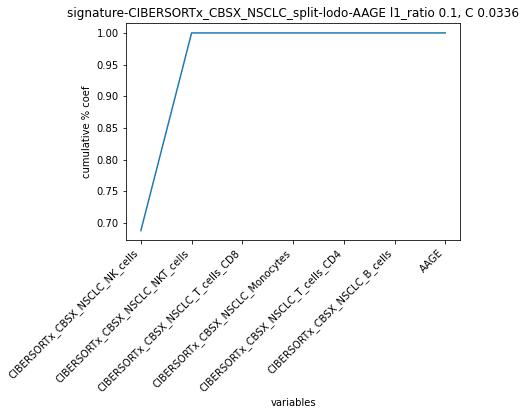 signature-CIBERSORTx_CBSX_NSCLC_split-lodo-AAGE l1_ratio 0.1, C 0.0336
1.00
0.95
0.90
0.85
0.80
0.75
0.70
cumulative % coef
CIBERSORTx_CBSX_NSCLC_NK_cells
CIBERSORTx_CBSX_NSCLC_NKT_cells
CIBERSORTx_CBSX_NSCLC_T_cells_CD8
CIBERSORTx_CBSX_NSCLC_Monocytes
CIBERSORTx_CBSX_NSCLC_T_cells_CD4
CIBERSORTx_CBSX_NSCLC_B_cells
AAGE
variables